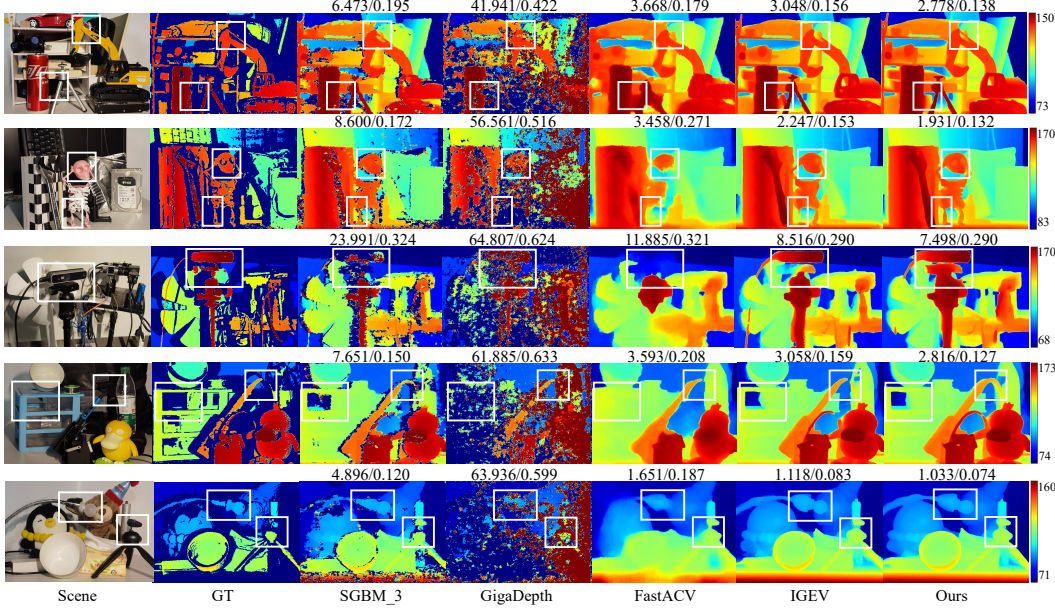 6.473/0.195 41.941/0.422 3.668/0.179 3.048/0.156 2.778/0.138
150
73
8.600/0.172 56.561/0.516 3.458/0.271 2.247/0.153 1.931/0.132
170
83
23.991/0.324 64.807/0.624 11.885/0.321 8.516/0.290 7.498/0.290
170
68
7.651/0.150 61.885/0.633 3.593/0.208 3.058/0.159 2.816/0.127
173
74
4.896/0.120 63.936/0.599 1.651/0.187 1.118/0.083 1.033/0.074
160
71
Scene GT SGBM_3 GigaDepth FastACV IGEV Ours